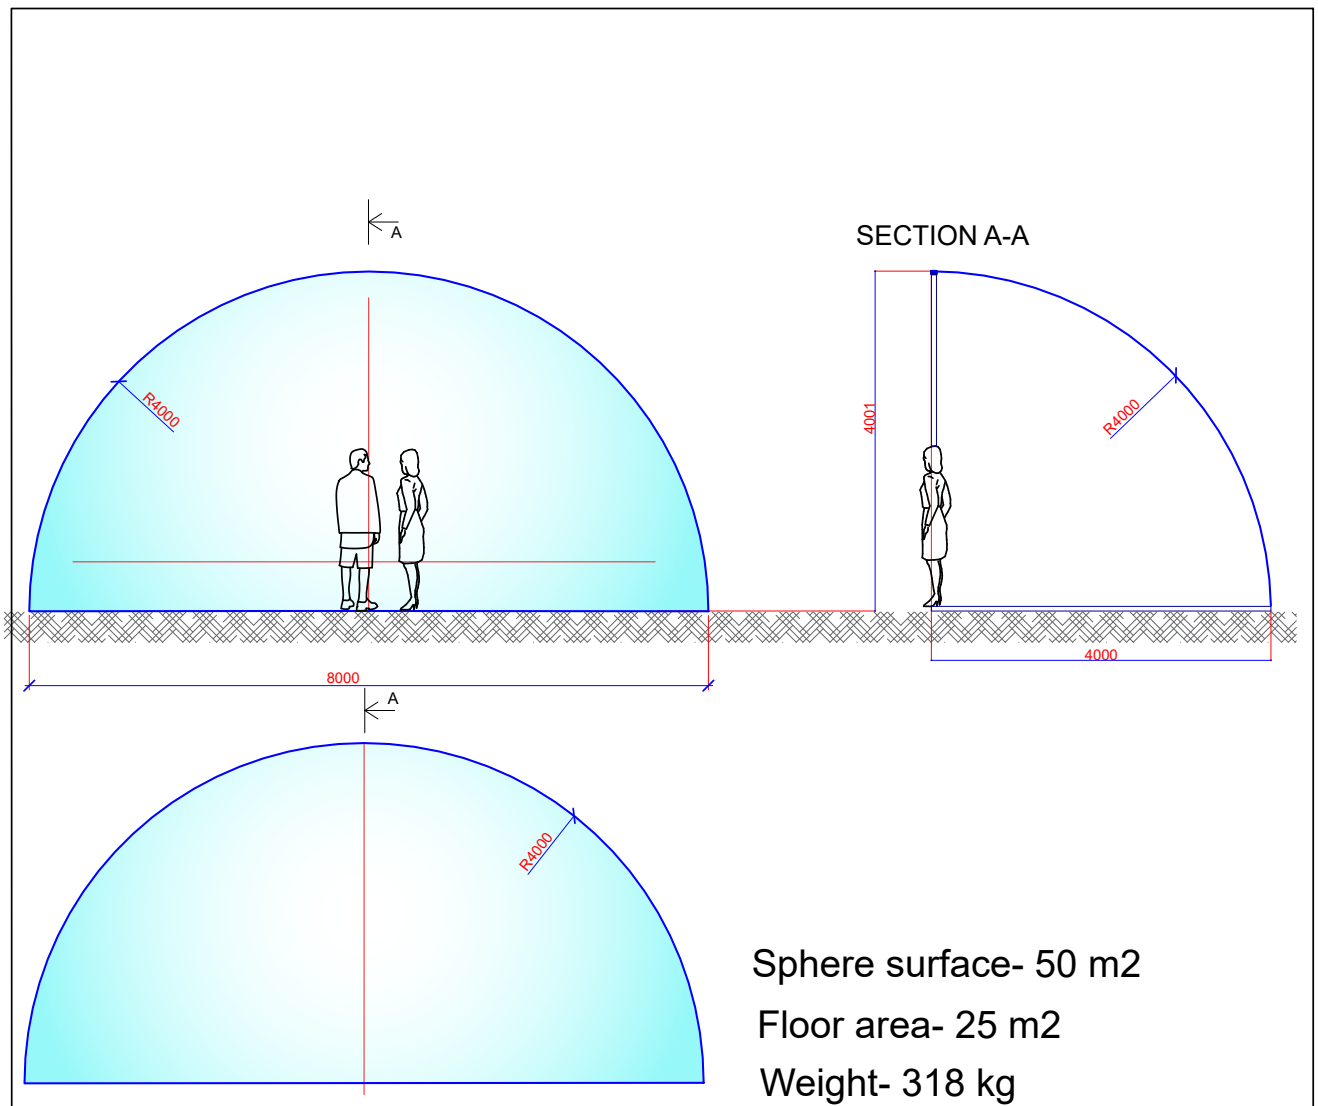 A
SECTION A-A
R4000
4001
R4000
4000
8000
A
R4000
Sphere surface- 50 m2
Floor area- 25 m2
Weight- 318 kg